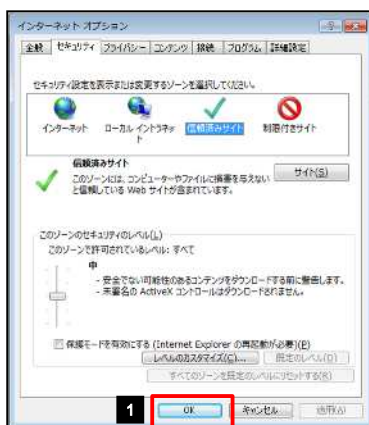 インターネット オプション
全般 セキュリティ プライバシー コンテンツ 接続 プログラム 詳細設定
セキュリティ設定を表示または変更するゾーンを選択してください。
インターネット ローカル イントラネット 信頼済みサイト 制限付きサイト
信頼済みサイト
このゾーンには、コンピューターやファイルに損害を与えない
と信頼している Web サイトが含まれています。
サイト(S)
このゾーンのセキュリティのレベル(L)
このゾーンで許可されているレベル: すべて
中
- 安全でない可能性のあるコンテンツをダウンロードする前に警告します。
- 未署名の ActiveX コントロールはダウンロードされません。
保護モードを有効にする (Internet Explorer の再起動が必要)(P)
レベルのカスタマイズ(C)... 既定のレベル(D)
すべてのゾーンを既定のレベルにリセットする(R)
1 OK キャンセル 適用(A)